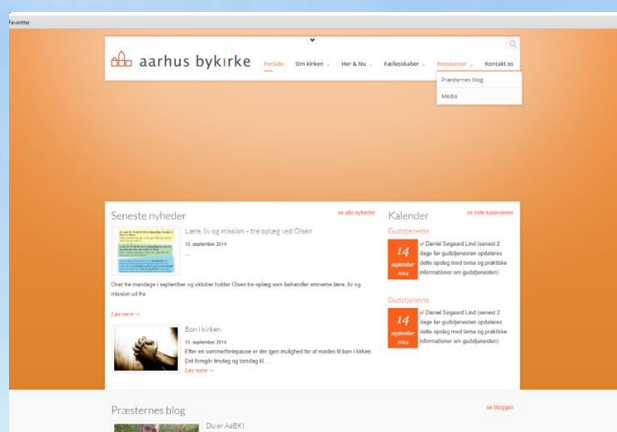 Favoritter
aarhus bykirke
Forside
Om kirken
Her & Nu
Fællesskaber
Ressourcer
Kontakt os
Præsternes blog
Media
Seneste nyheder
se alle nyheder
Lære, liv og mission – tre oplæg ved Olsen
15. september 2014
...
Over tre mandage i september og oktober holder Olsen tre oplæg som behandler emnerne lære, liv og
mission ud fra
Læs mere →
Bøn i kirken
10. september 2014
Efter en sommerferiepause er der igen mulighed for at mødes til bøn i kirken.
Det foregår tirsdag og torsdag kl. ...
Læs mere →
Kalender
se hele kalenderen
Gudstjeneste
14
september
2014
v/ Daniel Søgaard Lind (senest 2
dage før gudstjenesten opdateres
dette opslag med tema og praktiske
informationer om gudstjenesten)
Gudstjeneste
14
september
2014
v/ Daniel Søgaard Lind (senest 2
dage før gudstjenesten opdateres
dette opslag med tema og praktiske
informationer om gudstjenesten)
Præsternes blog
se bloggen
Du er AaBK!